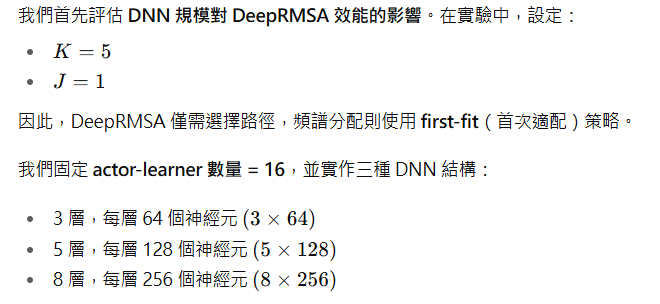 我們首先評估 DNN 規模對 DeepRMSA 效能的影響。在實驗中，設定：
• K = 5
• J = 1
因此，DeepRMSA 僅需選擇路徑，頻譜分配則使用 first-fit（首次適配）策略。
我們固定 actor-learner 數量 = 16，並實作三種 DNN 結構：
• 3 層，每層 64 個神經元 (3 × 64)
• 5 層，每層 128 個神經元 (5 × 128)
• 8 層，每層 256 個神經元 (8 × 256)